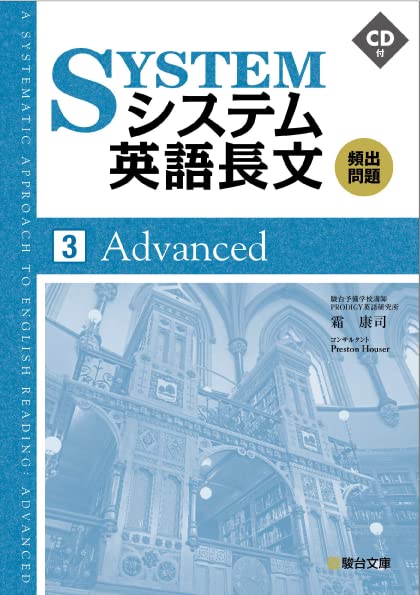 CD
付
SYSTEM
システム
英語長文
頻出
問題
3 Advanced
駿台予備学校講師
PRODIGY英語研究所
霜 康司
コンサルタント
Preston Houser
駿台文庫
A SYSTEMATIC APPROACH TO ENGLISH READING: ADVANCED